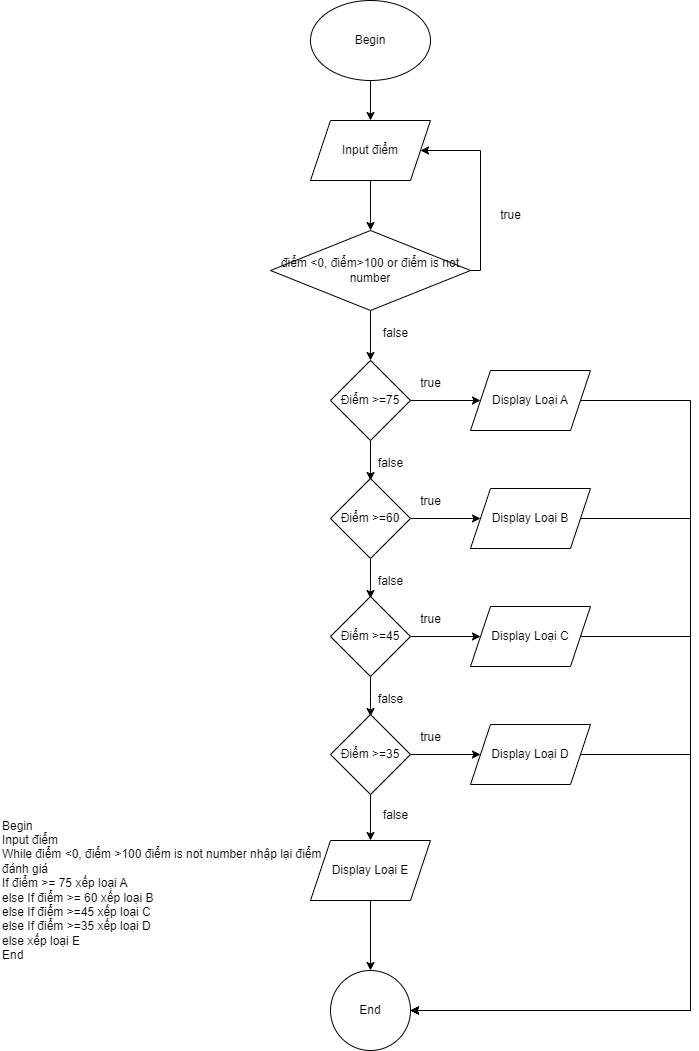 Begin
Input điểm
true
điểm <0, điểm>100 or điểm is not
number
false
true
Điểm >=75
Display Loại A
false
true
Điểm >=60
Display Loại B
false
true
Điểm >=45
Display Loại C
false
true
Điểm >=35
Display Loại D
false
Display Loại E
End
Begin
Input điểm
While điểm <0, điểm >100 điểm is not number nhập lại điểm
đánh giá
If điểm >= 75 xếp loại A
else If điểm >= 60 xếp loại B
else If điểm >=45 xếp loại C
else If điểm >=35 xếp loại D
else xếp loại E
End